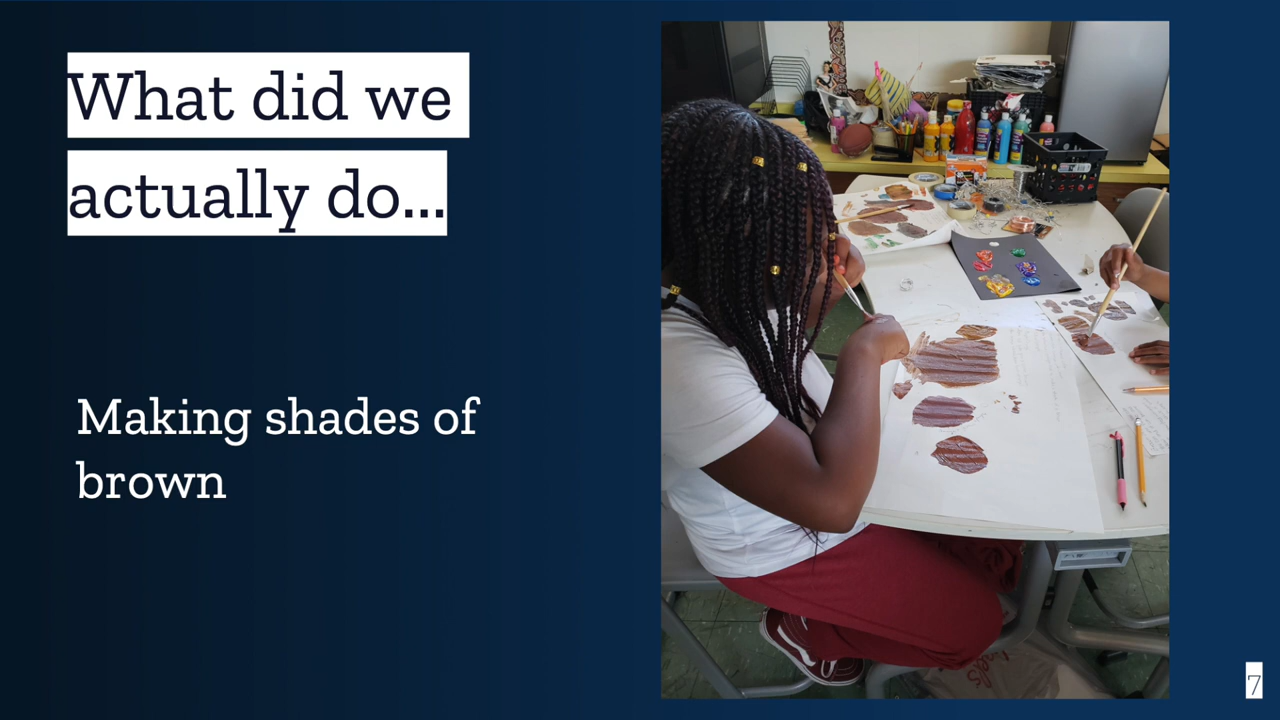 What did we
actually do...
Making shades of
brown
7